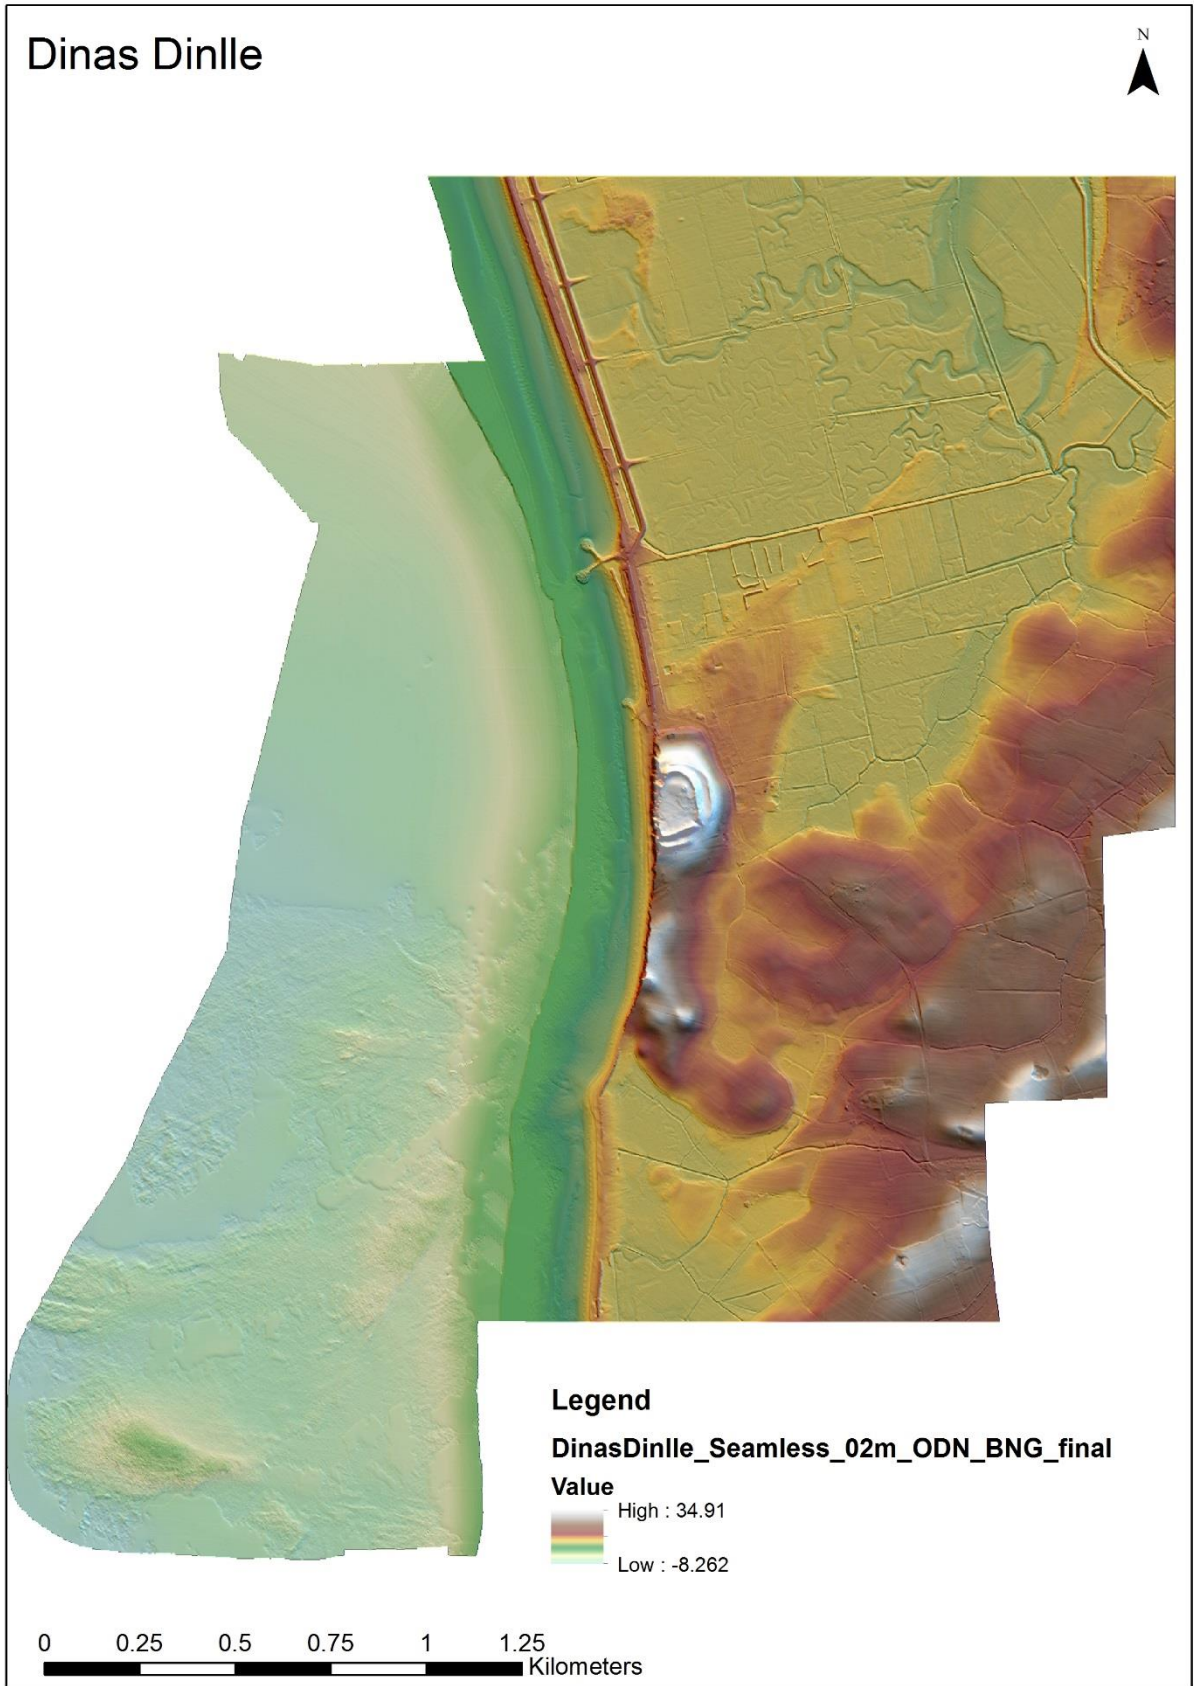 Dinas Dinlle
N
Legend
DinasDinlle_Seamless_02m_ODN_BNG_final
Value
High : 34.91
Low : -8.262
0 0.25 0.5 0.75 1 1.25
Kilometers